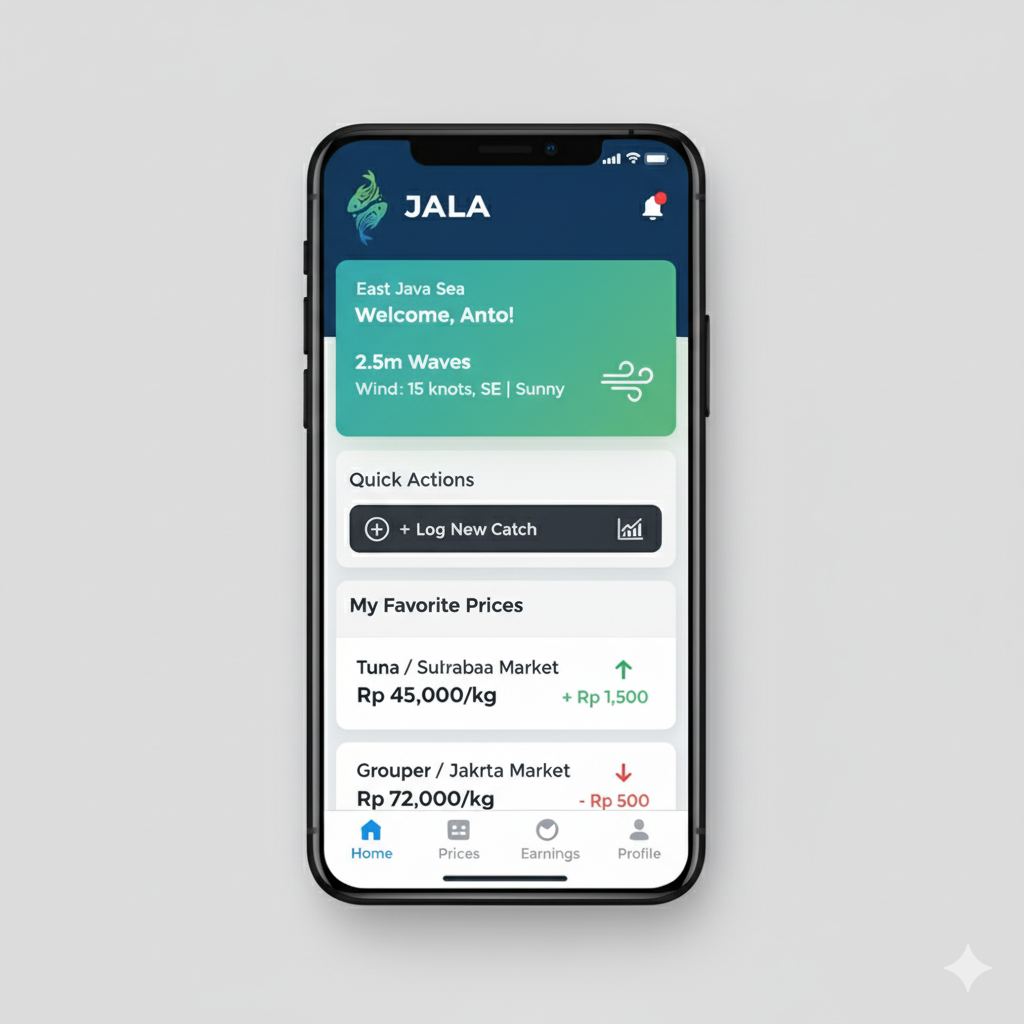 JALA
East Java Sea
Welcome, Anto!
2.5m Waves
Wind: 15 knots, SE | Sunny
Quick Actions
+ Log New Catch
My Favorite Prices
Tuna / Sutrabaa Market
Rp 45,000/kg
+ Rp 1,500
Grouper / Jakrta Market
Rp 72,000/kg
- Rp 500
Home
Prices
Earnings
Profile